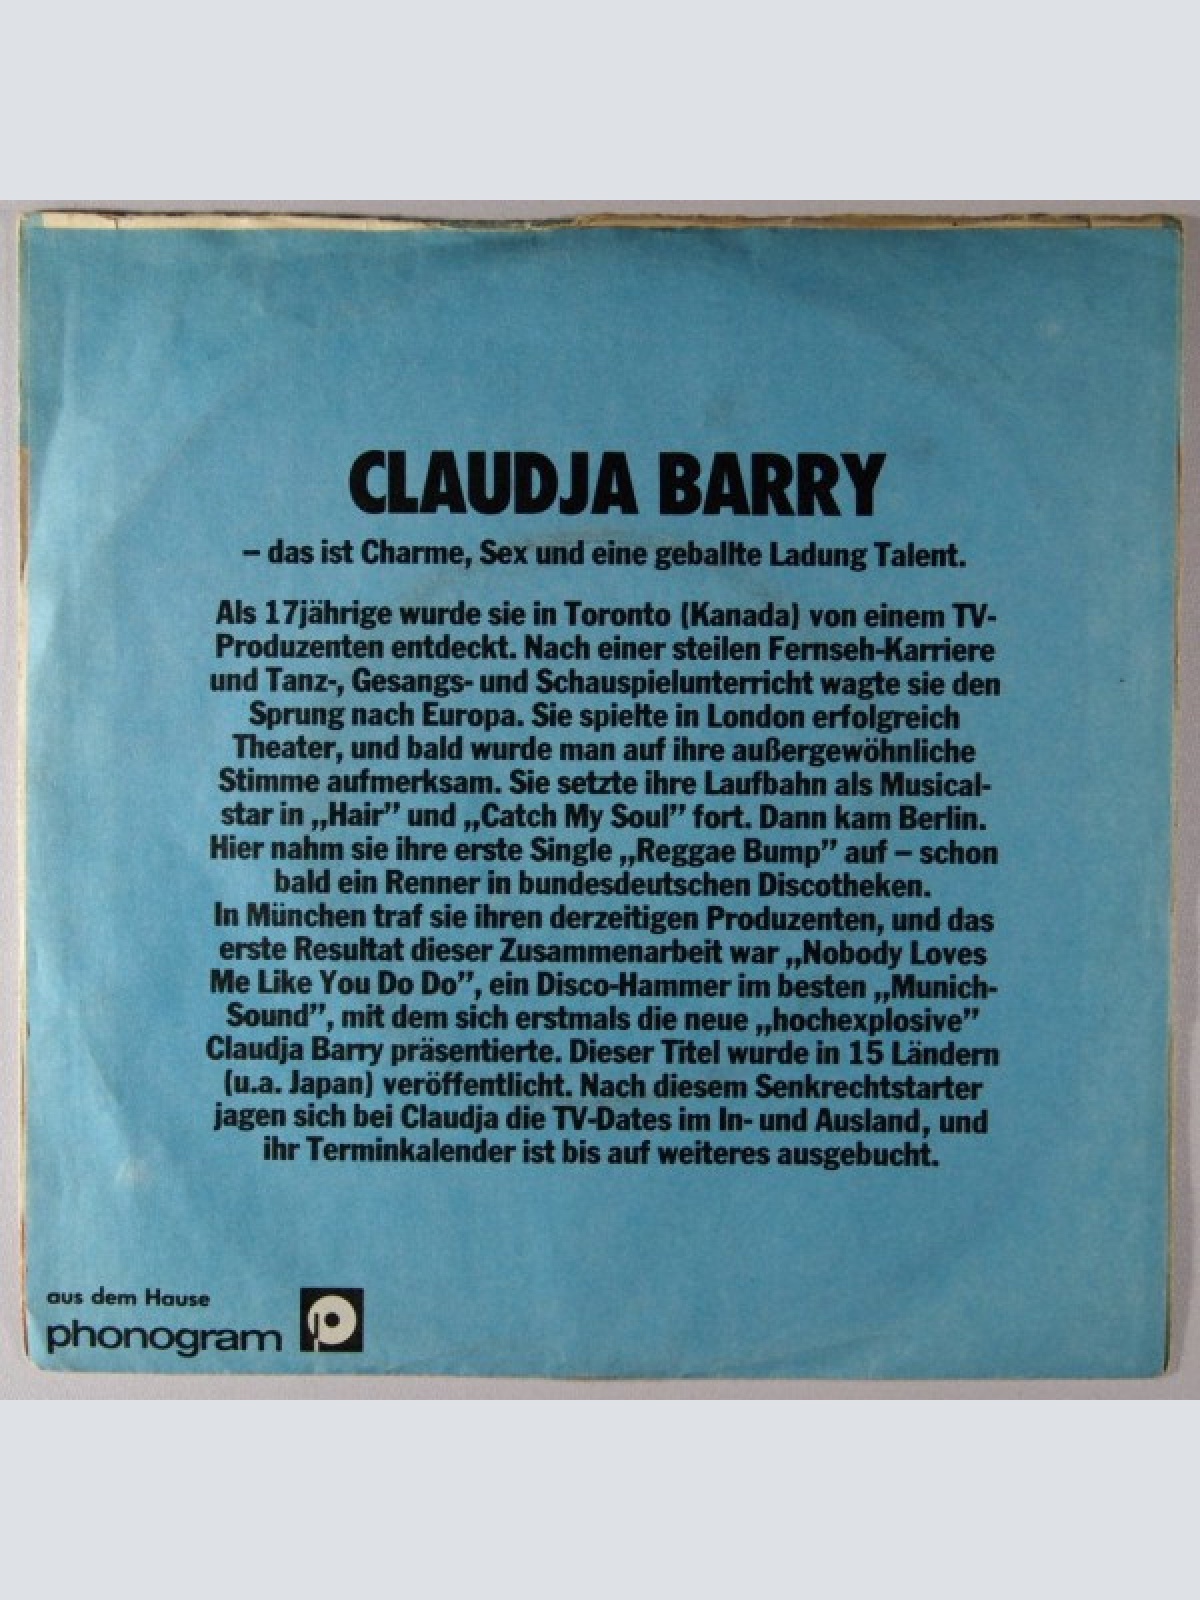 CLAUDJA BARRY
– das ist Charme, Sex und eine geballte Ladung Talent.
Als 17jährige wurde sie in Toronto (Kanada) von einem TV-
Produzenten entdeckt. Nach einer steilen Fernseh-Karriere
und Tanz-, Gesangs- und Schauspielunterricht wagte sie den
Sprung nach Europa. Sie spielte in London erfolgreich
Theater, und bald wurde man auf ihre außergewöhnliche
Stimme aufmerksam. Sie setzte ihre Laufbahn als Musical-
star in „Hair” und „Catch My Soul” fort. Dann kam Berlin.
Hier nahm sie ihre erste Single „Reggae Bump” auf – schon
bald ein Renner in bundesdeutschen Discotheken.
In München traf sie ihren derzeitigen Produzenten, und das
erste Resultat dieser Zusammenarbeit war „Nobody Loves
Me Like You Do Do”, ein Disco-Hammer im besten „Munich-
Sound”, mit dem sich erstmals die neue „hochexplosive”
Claudja Barry präsentierte. Dieser Titel wurde in 15 Ländern
(u.a. Japan) veröffentlicht. Nach diesem Senkrechtstarter
jagen sich bei Claudja die TV-Dates im In- und Ausland, und
ihr Terminkalender ist bis auf weiteres ausgebucht.
aus dem Hause
phonogram p